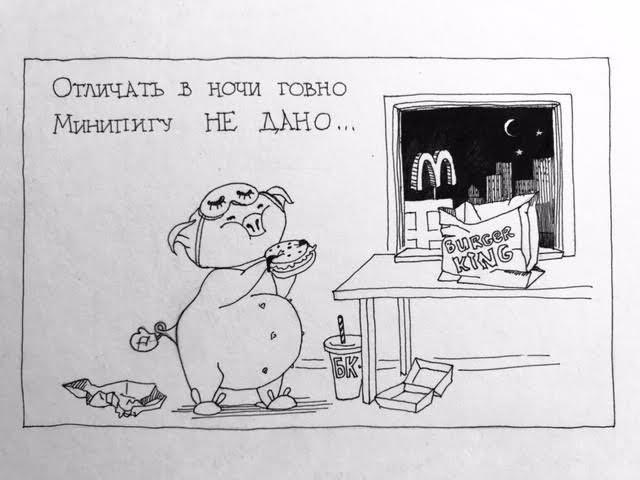 Отличать в ночи говно
Минипигу НЕ ДАНО...
M
BURGER
KING
БК